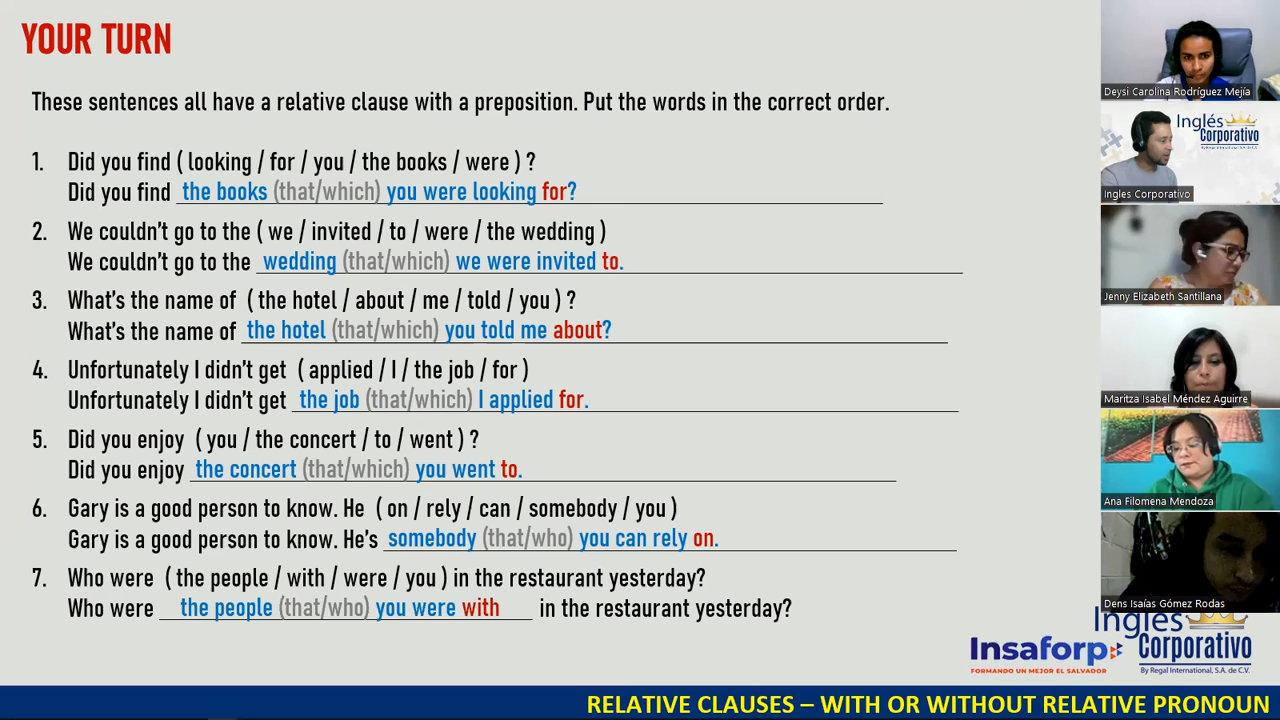 YOUR TURN
These sentences all have a relative clause with a preposition. Put the words in the correct order.
1. Did you find ( looking / for / you / the books / were ) ?
Did you find the books (that/which) you were looking for?
2. We couldn't go to the ( we / invited / to / were / the wedding )
We couldn't go to the wedding (that/which) we were invited to.
3. What's the name of ( the hotel / about / me / told / you ) ?
What's the name of the hotel (that/which) you told me about?
4. Unfortunately I didn't get ( applied / I / the job / for )
Unfortunately I didn't get the job (that/which) I applied for.
5. Did you enjoy ( you / the concert / to / went ) ?
Did you enjoy the concert (that/which) you went to.
6. Gary is a good person to know. He ( on / rely / can / somebody / you )
Gary is a good person to know. He's somebody (that/who) you can rely on.
7. Who were ( the people / with / were / you ) in the restaurant yesterday?
Who were the people (that/who) you were with in the restaurant yesterday?
Deysi Carolina Rodríguez Mejía
Inglés
Corporativo
By Regal International, S.A. de C.V.
Ingles Corporativo
Jenny Elizabeth Santillana
Maritza Isabel Méndez Aguirre
Ana Filomena Mendoza
Dens Isaías Gómez Rodas
Insaforp
FORMANDO UN MEJOR EL SALVADOR
Inglés
Corporativo
By Regal International, S.A. de C.V.
RELATIVE CLAUSES – WITH OR WITHOUT RELATIVE PRONOUN